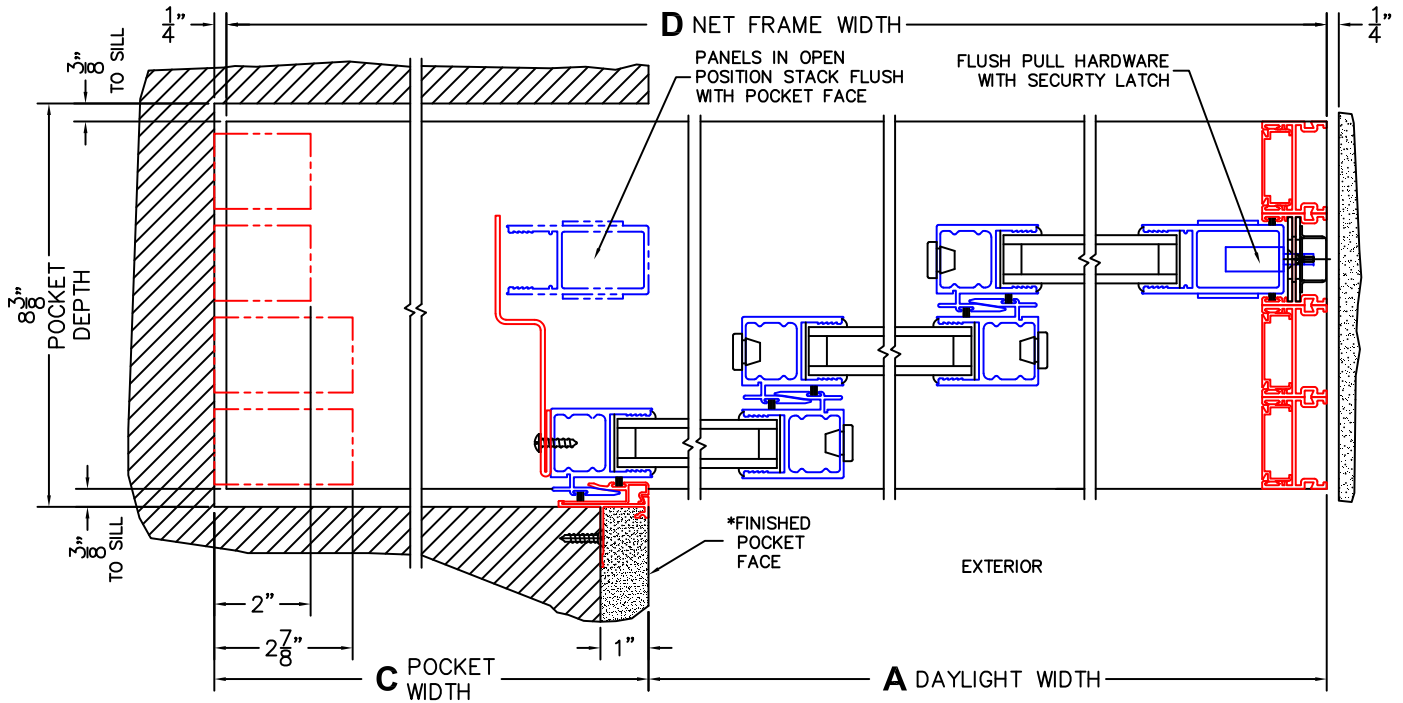 1/4"
D NET FRAME WIDTH
1/4"
3/8"
TO SILL
PANELS IN OPEN
POSITION STACK FLUSH
WITH POCKET FACE
FLUSH PULL HARDWARE
WITH SECURTY LATCH
8 3/8"
POCKET
DEPTH
3/8"
TO SILL
*FINISHED
POCKET
FACE
EXTERIOR
2"
2 7/8"
1"
C POCKET
WIDTH
A DAYLIGHT WIDTH